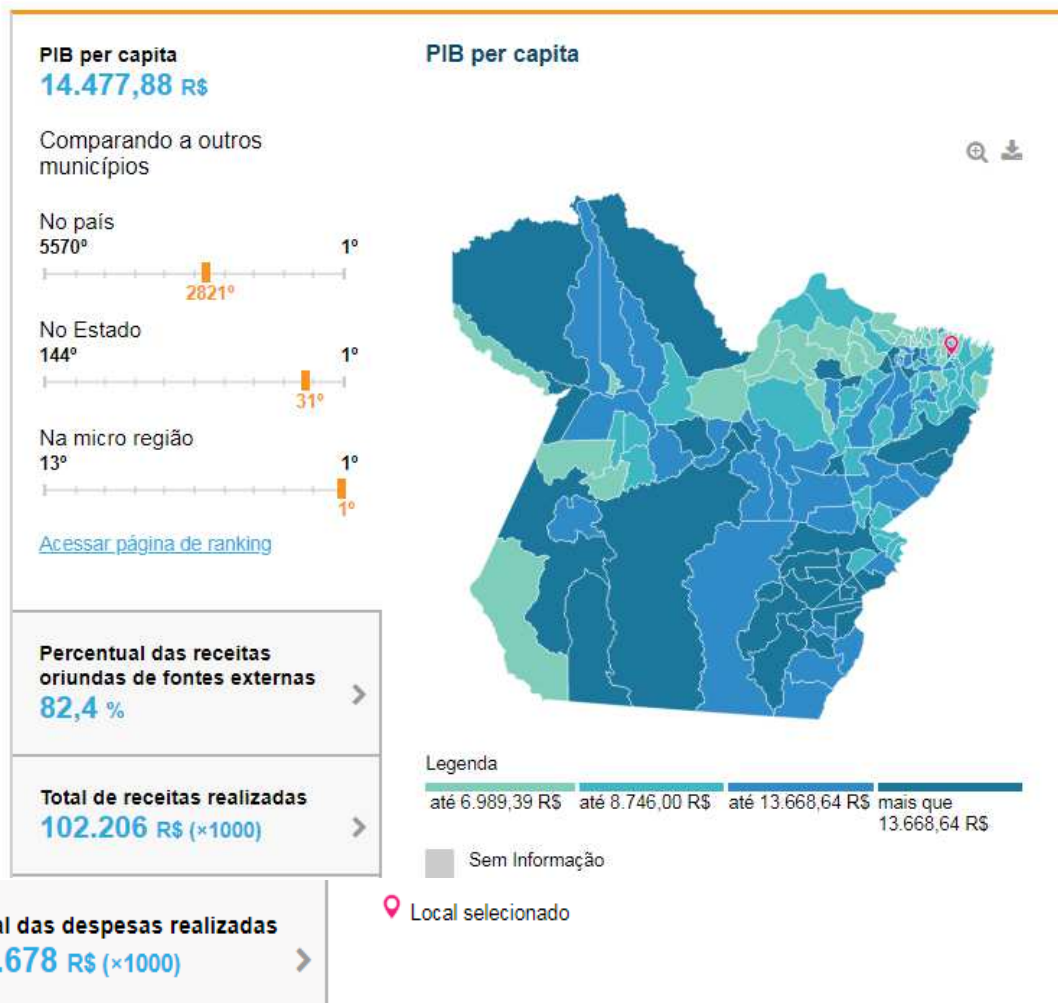 PIB per capita
14.477,88 R$
Comparando a outros
municípios
No país
5570º 1º
2821º
No Estado
144º 1º
31º
Na micro região
13º 1º
1º
Acessar página de ranking
Percentual das receitas
oriundas de fontes externas
82,4 %
Total de receitas realizadas
102.206 R$ (×1000)
das despesas realizadas
.678 R$ (×1000)
PIB per capita
Legenda
até 6.989,39 R$ até 8.746,00 R$ até 13.668,64 R$ mais que
13.668,64 R$
Sem Informação
Local selecionado